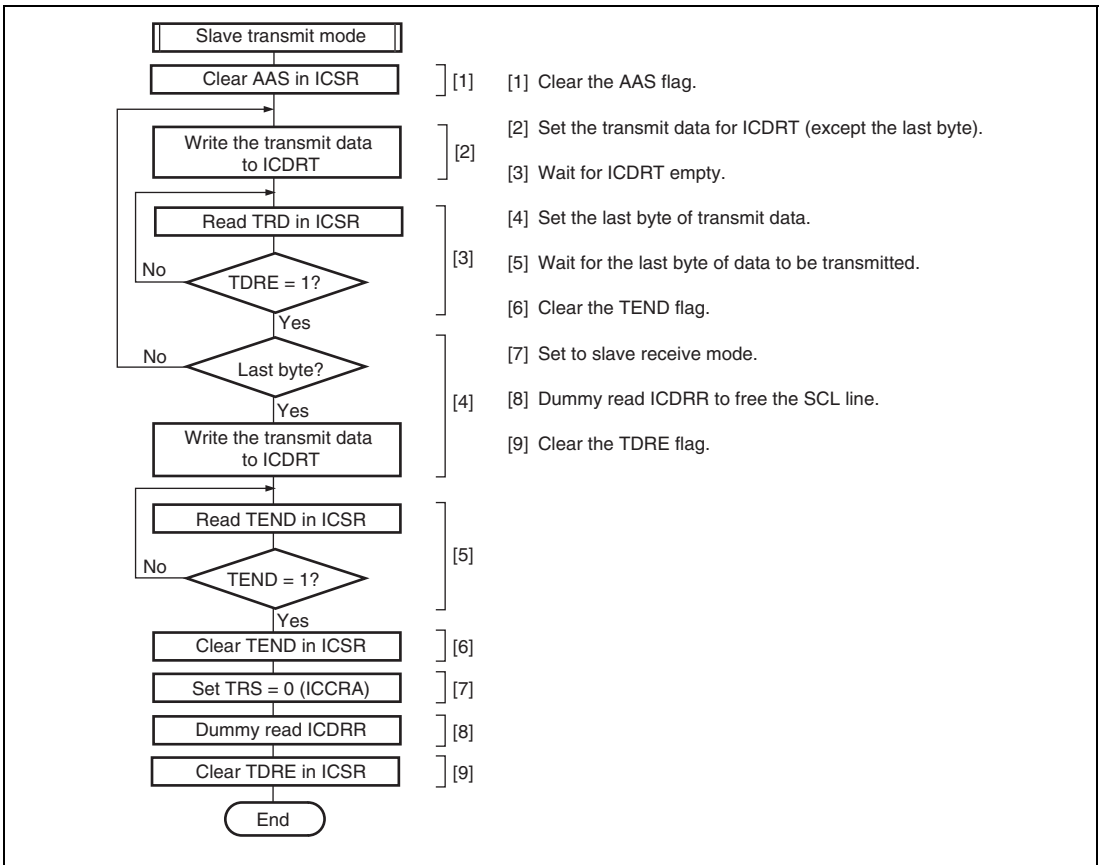 Slave transmit mode
Clear AAS in ICSR
[1]
[1] Clear the AAS flag.
Write the transmit data
to ICDRT
[2]
[2] Set the transmit data for ICDRT (except the last byte).
[3] Wait for ICDRT empty.
Read TRD in ICSR
[4] Set the last byte of transmit data.
No
TDRE = 1?
[3]
[5] Wait for the last byte of data to be transmitted.
Yes
[6] Clear the TEND flag.
No
Last byte?
[7] Set to slave receive mode.
Yes
[4]
[8] Dummy read ICDRR to free the SCL line.
Write the transmit data
to ICDRT
[9] Clear the TDRE flag.
Read TEND in ICSR
No
TEND = 1?
[5]
Yes
Clear TEND in ICSR
[6]
Set TRS = 0 (ICCRA)
[7]
Dummy read ICDRR
[8]
Clear TDRE in ICSR
[9]
End